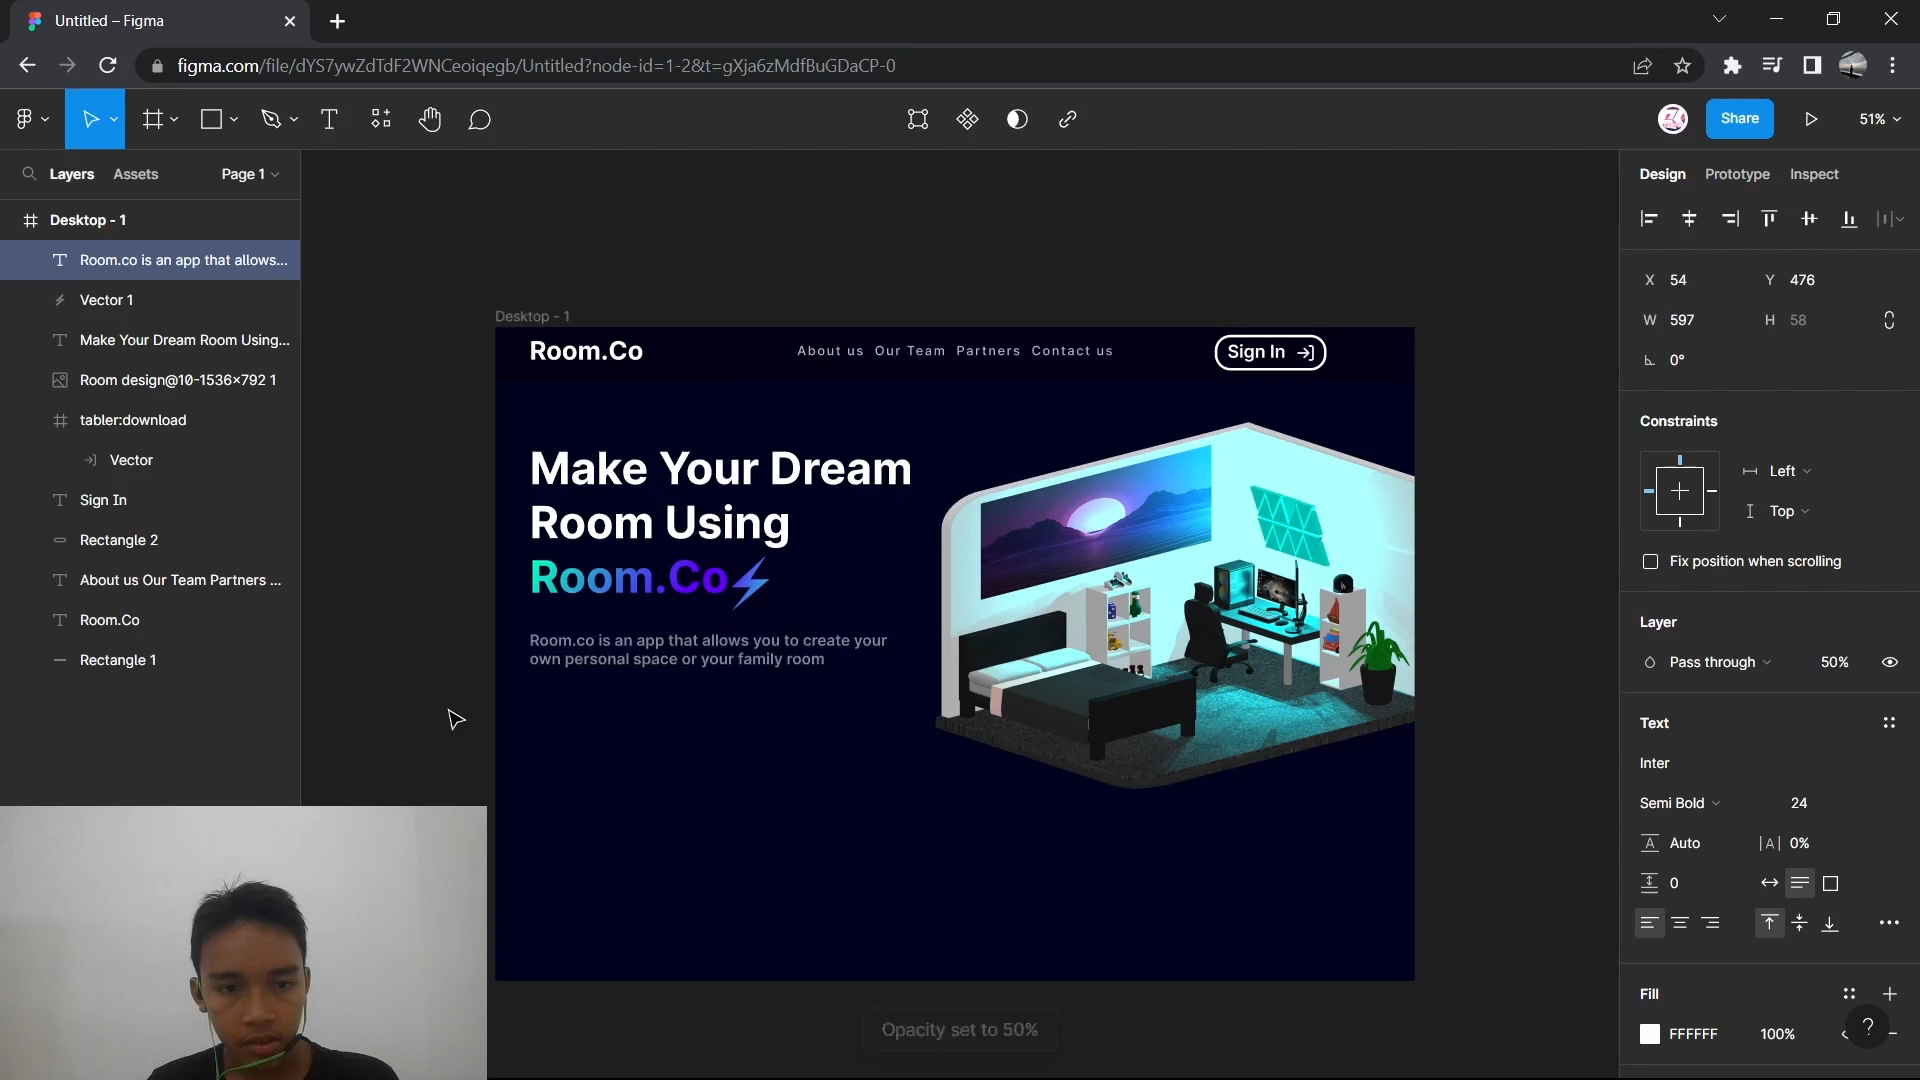 Untitled – Figma
figma.com/file/dYS7ywZdTdF2WNCeoiqegb/Untitled?node-id=1-2&t=gXja6zMdfBuGDaCP-0
Share
51%
Layers
Assets
Page 1
Desktop - 1
Room.co is an app that allows...
Vector 1
Make Your Dream Room Using...
Room design@10-1536×792 1
tabler:download
Vector
Sign In
Rectangle 2
About us Our Team Partners ...
Room.Co
Rectangle 1
Desktop - 1
Room.Co
About us Our Team Partners Contact us
Sign In
Make Your Dream
Room Using
Room.Co
Room.co is an app that allows you to create your
own personal space or your family room
Opacity set to 50%
Design
Prototype
Inspect
X 54
Y 476
W 597
H 58
0°
Constraints
Left
Top
Fix position when scrolling
Layer
Pass through
50%
Text
Inter
Semi Bold
24
A Auto
|A| 0%
0
Fill
FFFFFF
100%
?